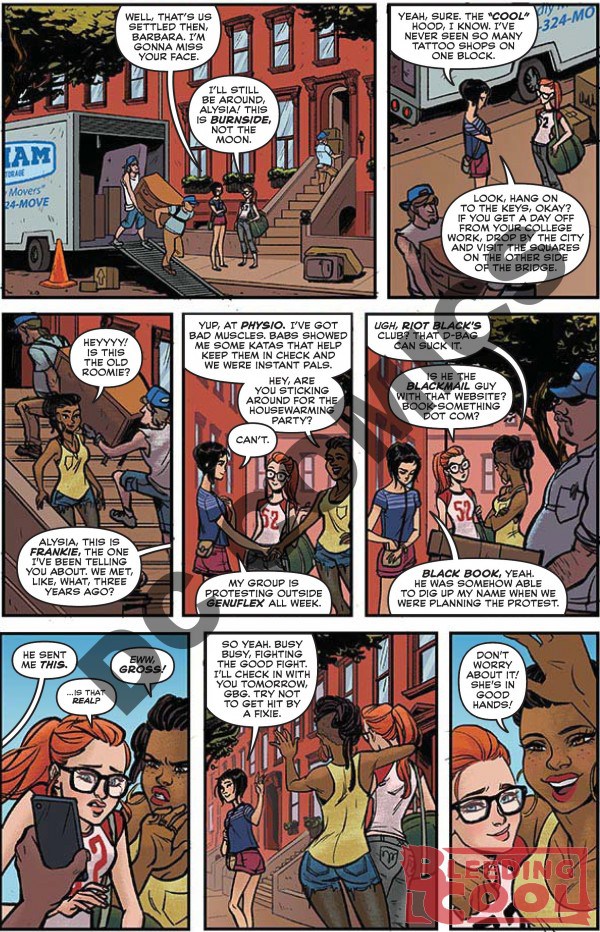 WELL, THAT'S US
SETTLED THEN,
BARBARA. I'M
GONNA MISS
YOUR FACE.
I'LL STILL
BE AROUND,
ALYSIA! THIS
IS BURNSIDE,
NOT THE
MOON.
HAM
STORAGE
Movers"
24-MOVE
YEAH, SURE. THE "COOL"
HOOD, I KNOW. I'VE
NEVER SEEN SO MANY
TATTOO SHOPS ON
ONE BLOCK.
-324-MO
LOOK, HANG ON
TO THE KEYS, OKAY?
IF YOU GET A DAY OFF
FROM YOUR COLLEGE
WORK, DROP BY THE CITY
AND VISIT THE SQUARES
ON THE OTHER SIDE
OF THE BRIDGE.
HEYYYY!
IS THIS
THE OLD
ROOMIE?
ALYSIA, THIS IS
FRANKIE, THE ONE
I'VE BEEN TELLING
YOU ABOUT. WE MET,
LIKE, WHAT, THREE
YEARS AGO?
YUP, AT PHYSIO. I'VE GOT
BAD MUSCLES. BABS SHOWED
ME SOME KATAS THAT HELP
KEEP THEM IN CHECK AND
WE WERE INSTANT PALS.
HEY, ARE
YOU STICKING
AROUND FOR THE
HOUSEWARMING
PARTY?
CAN'T.
52
MY GROUP IS
PROTESTING OUTSIDE
GENUFLEX ALL WEEK.
UGH, RIOT BLACK'S
CLUB? THAT D-BAG
CAN SUCK IT.
IS HE THE
BLACKMAIL GUY
WITH THAT WEBSITE?
BOOK-SOMETHING
DOT COM?
52
BLACK BOOK, YEAH.
HE WAS SOMEHOW ABLE
TO DIG UP MY NAME WHEN WE
WERE PLANNING THE PROTEST.
HE SENT
ME THIS.
...IS THAT
REAL?
EWW,
GROSS!
SO YEAH. BUSY
BUSY, FIGHTING
THE GOOD FIGHT.
I'LL CHECK IN WITH
YOU TOMORROW,
GBG. TRY NOT
TO GET HIT BY
A FIXIE.
DON'T
WORRY
ABOUT IT!
SHE'S IN
GOOD
HANDS!
DC COMICS
BLEEDING
COOL